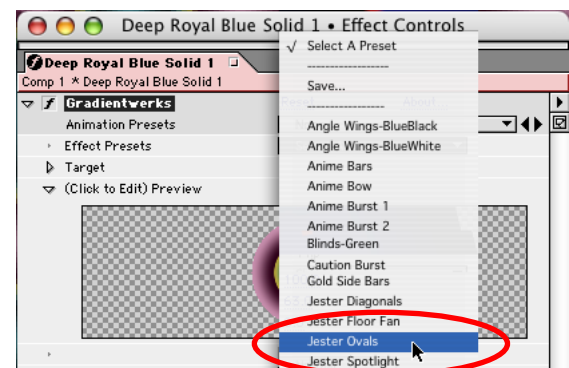 Deep Royal Blue Solid 1 • Effect Controls
Deep Royal Blue Solid 1
Comp 1 * Deep Royal Blue Solid 1
Gradientwerks
Animation Presets
Effect Presets
Target
(Click to Edit) Preview
√ Select A Preset
------------------
Save...
------------------
Angle Wings-BlueBlack
Angle Wings-BlueWhite
Anime Bars
Anime Bow
Anime Burst 1
Anime Burst 2
Blinds-Green
Caution Burst
Gold Side Bars
Jester Diagonals
Jester Floor Fan
Jester Ovals
Jester Spotlight